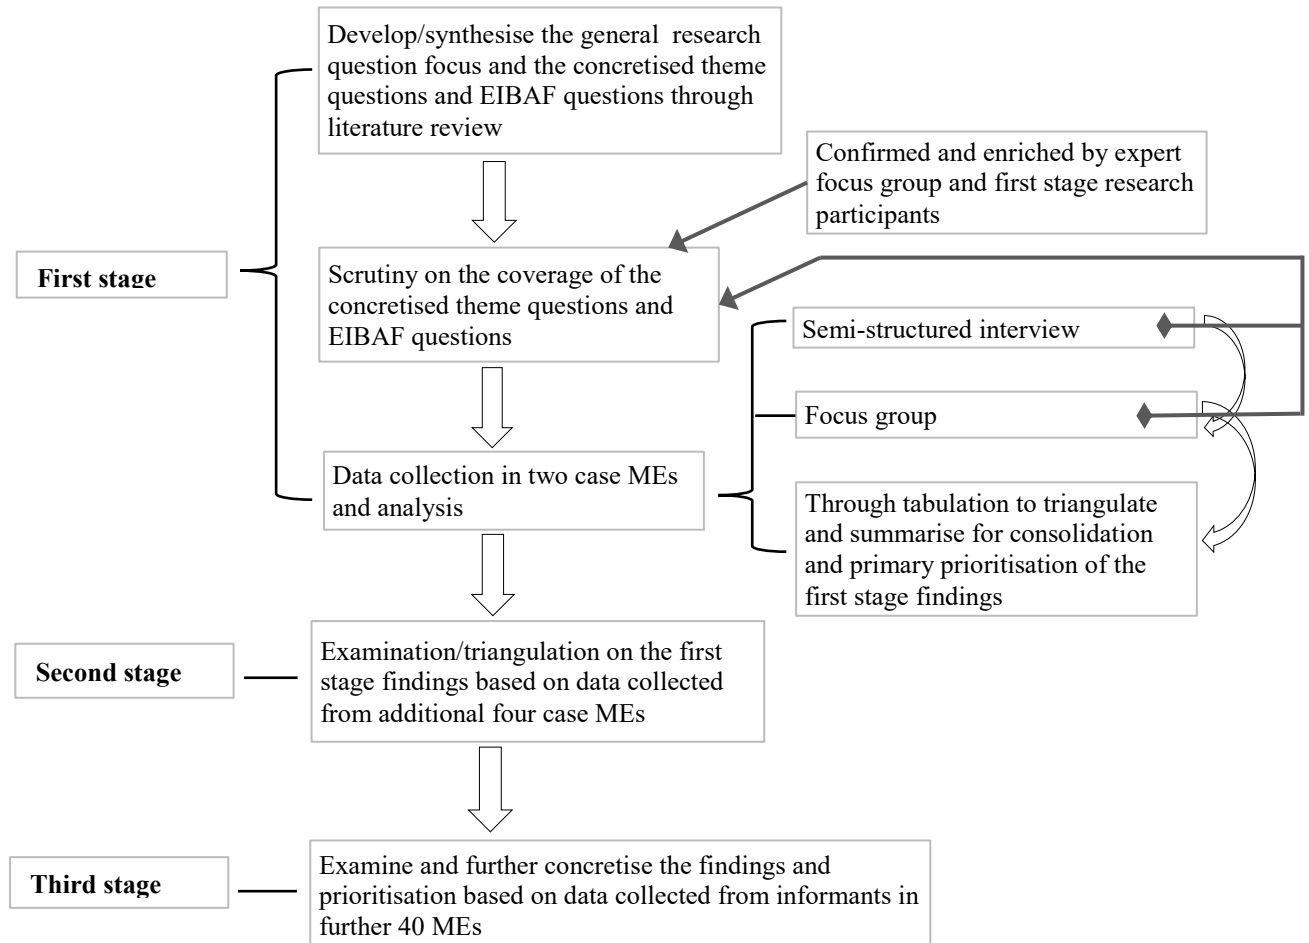 Develop/synthesise the general research
question focus and the concretised theme
questions and EIBAF questions through
literature review
Confirmed and enriched by expert
focus group and first stage research
participants
First stage
Scrutiny on the coverage of the
concretised theme questions and
EIBAF questions
Semi-structured interview
Focus group
Data collection in two case MEs
and analysis
Through tabulation to triangulate
and summarise for consolidation
and primary prioritisation of the
first stage findings
Second stage
Examination/triangulation on the first
stage findings based on data collected
from additional four case MEs
Third stage
Examine and further concretise the findings and
prioritisation based on data collected from informants in
further 40 MEs